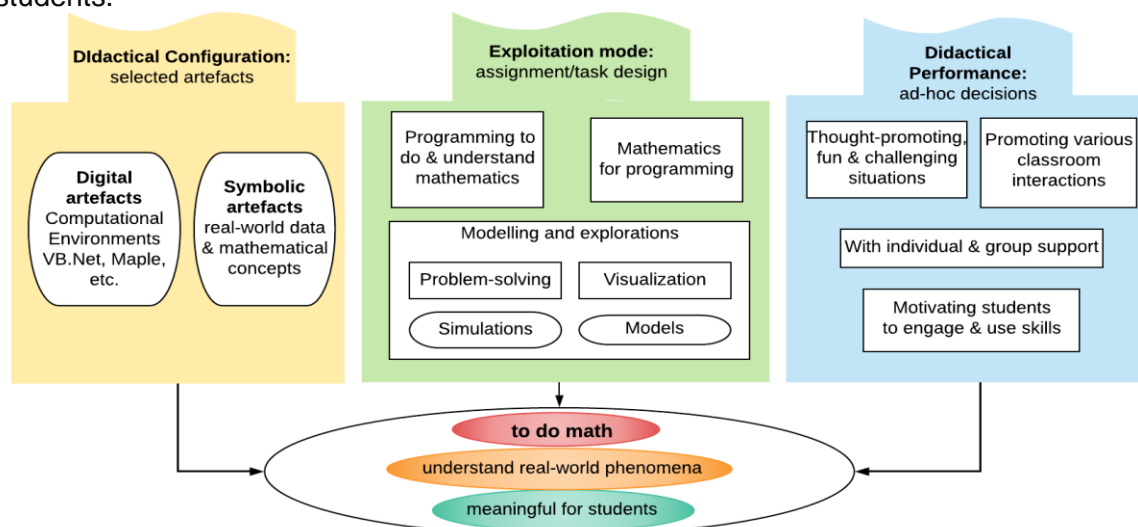 students.
DIdactical Configuration:
selected artefacts
Digital
artefacts
Computational
Environments
VB.Net, Maple,
etc.
Symbolic
artefacts
real-world data
& mathematical
concepts
Exploitation mode:
assignment/task design
Programming to
do & understand
mathematics
Mathematics
for programming
Modelling and explorations
Problem-solving
Visualization
Simulations
Models
Didactical
Performance:
ad-hoc decisions
Thought-promoting,
fun & challenging
situations
Promoting various
classroom
interactions
With individual & group support
Motivating students
to engage & use skills
to do math
understand real-world phenomena
meaningful for students